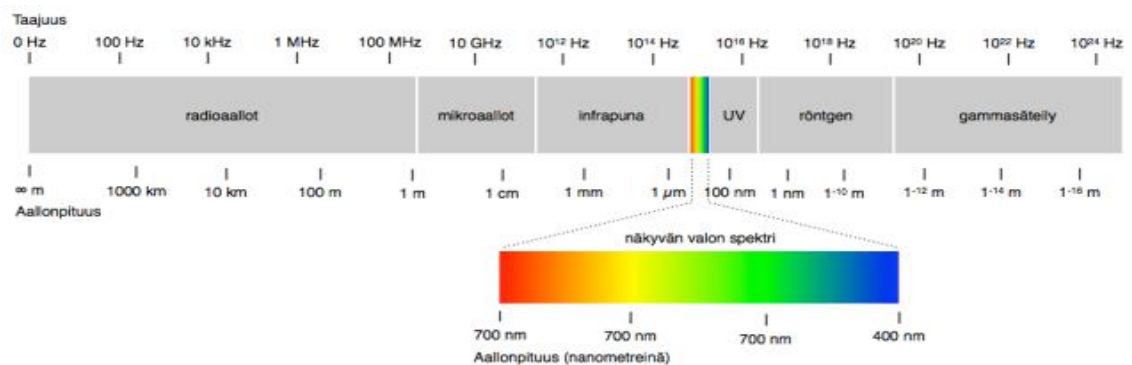 Taajuus
0 Hz 100 Hz 10 kHz 1 MHz 100 MHz 10 GHz 10¹² Hz 10¹⁴ Hz 10¹⁶ Hz 10¹⁸ Hz 10²⁰ Hz 10²² Hz 10²⁴ Hz
radioaallot mikroaallot infrapuna UV röntgen gammasäteily
∞ m 1000 km 10 km 100 m 1 m 1 cm 1 mm 1 µm 100 nm 1 nm 1⁻¹⁰ m 1⁻¹² m 1⁻¹⁴ m 1⁻¹⁶ m
Aallonpituus
näkyvän valon spektri
700 nm 700 nm 700 nm 400 nm
Aallonpituus (nanometreinä)